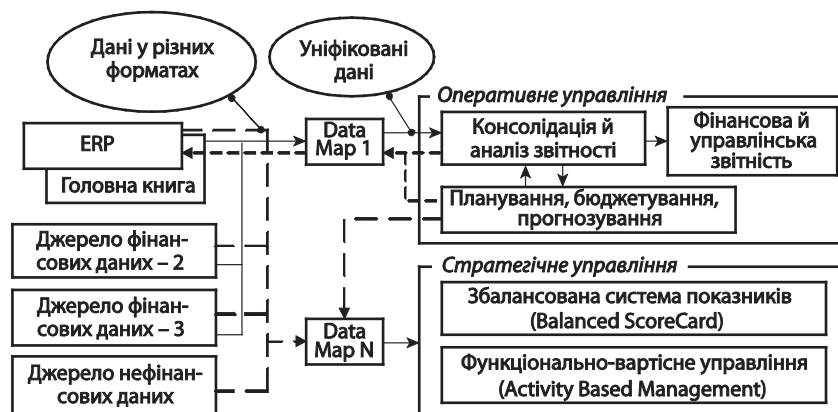 Дані у різних
форматах
Уніфіковані
дані
Оперативне управління
ERP
Головна книга
Data
Map 1
Консолідація й
аналіз звітності
Фінансова й
управлінська
звітність
Планування, бюджетування,
прогнозування
Джерело фінан-
сових даних – 2
Джерело фінан-
сових даних – 3
Джерело нефінан-
сових даних
Data
Map N
Стратегічне управління
Збалансована система показників
(Balanced ScoreCard)
Функціонально-вартісне управління
(Activity Based Management)